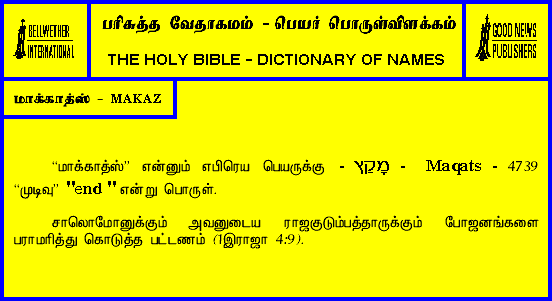 BELLWETHER
INTERNATIONAL
பரிசுத்த வேதாகமம் - பெயர் பொருள்விளக்கம்
THE HOLY BIBLE - DICTIONARY OF NAMES
GOOD NEWS
PUBLISHERS
மாக்காத்ஸ் - MAKAZ
“மாக்காத்ஸ்” என்னும் எபிரெய பெயருக்கு - מָקַץ - Maqats - 4739
“முடிவு” "end" என்று பொருள்.
சாலொமோனுக்கும் அவனுடைய ராஜகுடும்பத்தாருக்கும் போஜனங்களை
பராமரித்து கொடுத்த பட்டணம் (1இராஜா 4:9).